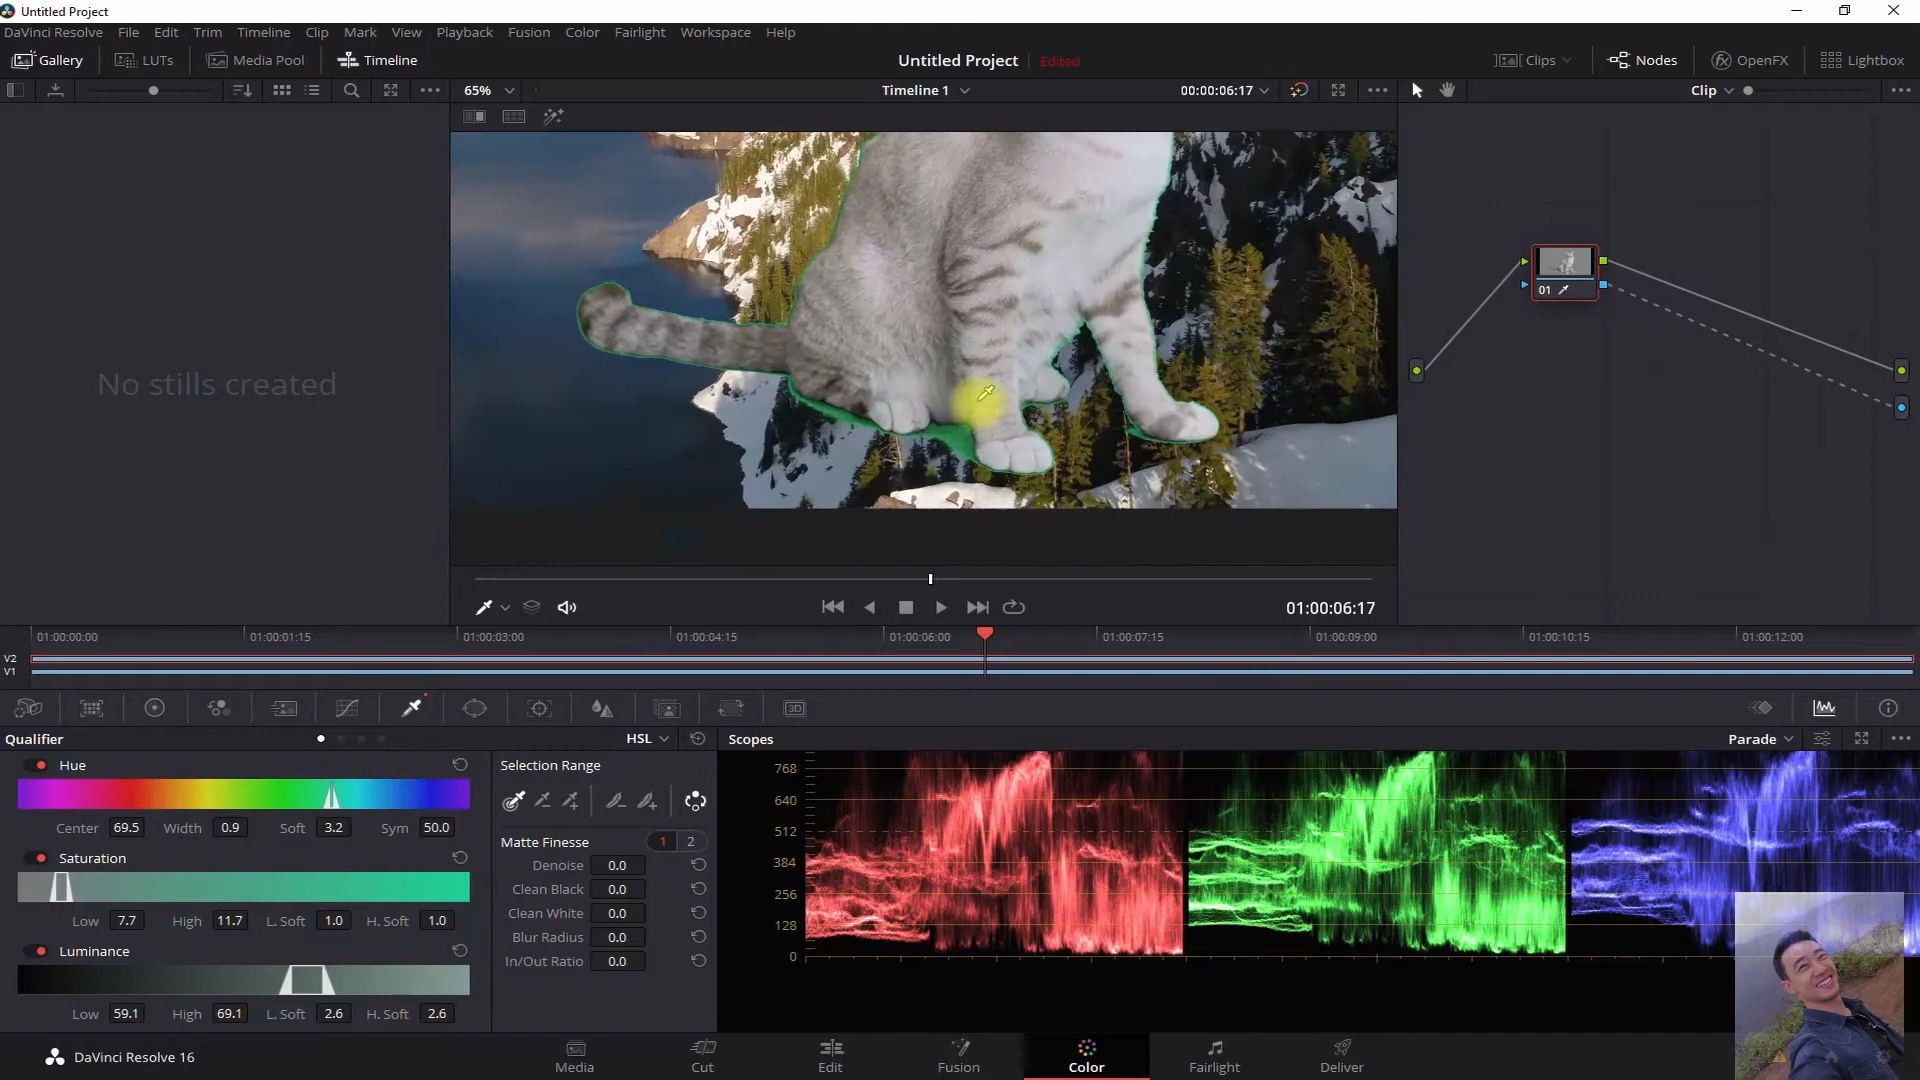 Untitled Project
DaVinci Resolve File Edit Trim Timeline Clip Mark View Playback Fusion Color Fairlight Workspace Help
Gallery LUTs Media Pool Timeline Untitled Project Edited Clips Nodes OpenFX Lightbox
65% Timeline 1 00:00:06:17 Clip
No stills created
01
01:00:06:17
01:00:00:00 01:00:01:15 01:00:03:00 01:00:04:15 01:00:06:00 01:00:07:15 01:00:09:00 01:00:10:15 01:00:12:00
V2
V1
3D
Qualifier HSL Scopes Parade
Hue
Center 69.5 Width 0.9 Soft 3.2 Sym 50.0
Saturation
Low 7.7 High 11.7 L. Soft 1.0 H. Soft 1.0
Luminance
Low 59.1 High 69.1 L. Soft 2.6 H. Soft 2.6
Selection Range
Matte Finesse 1 2
Denoise 0.0
Clean Black 0.0
Clean White 0.0
Blur Radius 0.0
In/Out Ratio 0.0
768
640
512
384
256
128
0
DaVinci Resolve 16 Media Cut Edit Fusion Color Fairlight Deliver